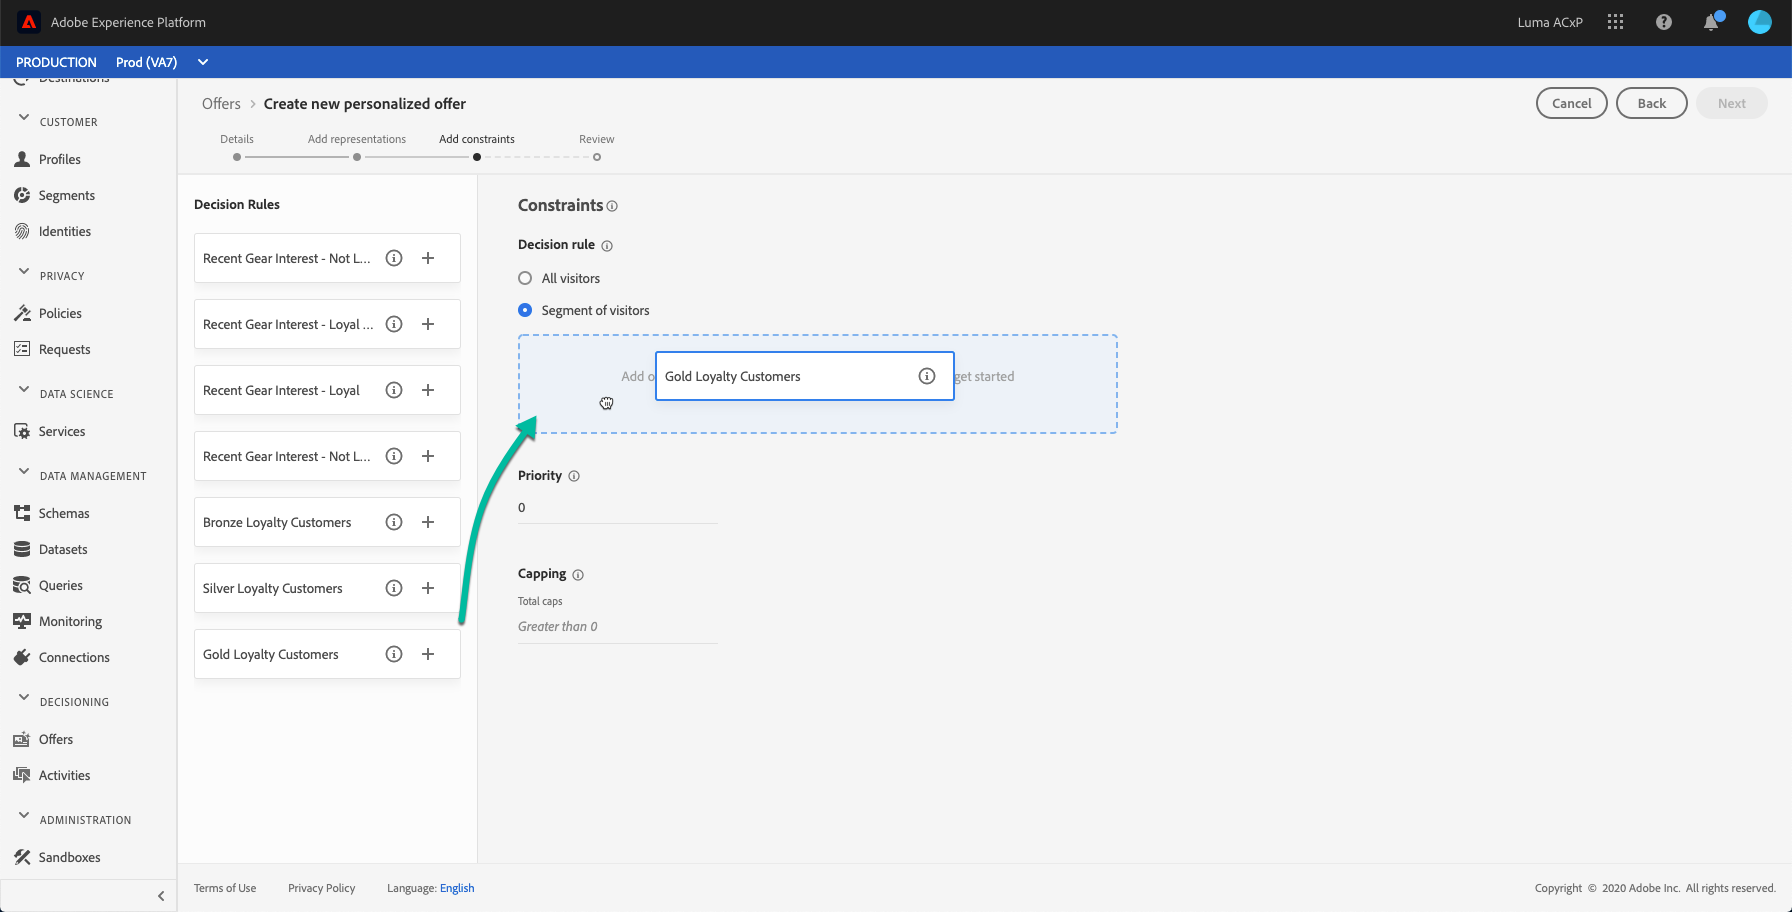 Adobe Experience Platform
Luma ACxP
PRODUCTION Prod (VA7)
Destinations
CUSTOMER
Profiles
Segments
Identities
PRIVACY
Policies
Requests
DATA SCIENCE
Services
DATA MANAGEMENT
Schemas
Datasets
Queries
Monitoring
Connections
DECISIONING
Offers
Activities
ADMINISTRATION
Sandboxes
Offers > Create new personalized offer
Cancel
Back
Next
Details
Add representations
Add constraints
Review
Decision Rules
Recent Gear Interest - Not L...
Recent Gear Interest - Loyal ...
Recent Gear Interest - Loyal
Recent Gear Interest - Not L...
Bronze Loyalty Customers
Silver Loyalty Customers
Gold Loyalty Customers
Constraints
Decision rule
All visitors
Segment of visitors
Add
Gold Loyalty Customers
get started
Priority
0
Capping
Total caps
Greater than 0
Terms of Use
Privacy Policy
Language: English
Copyright © 2020 Adobe Inc. All rights reserved.